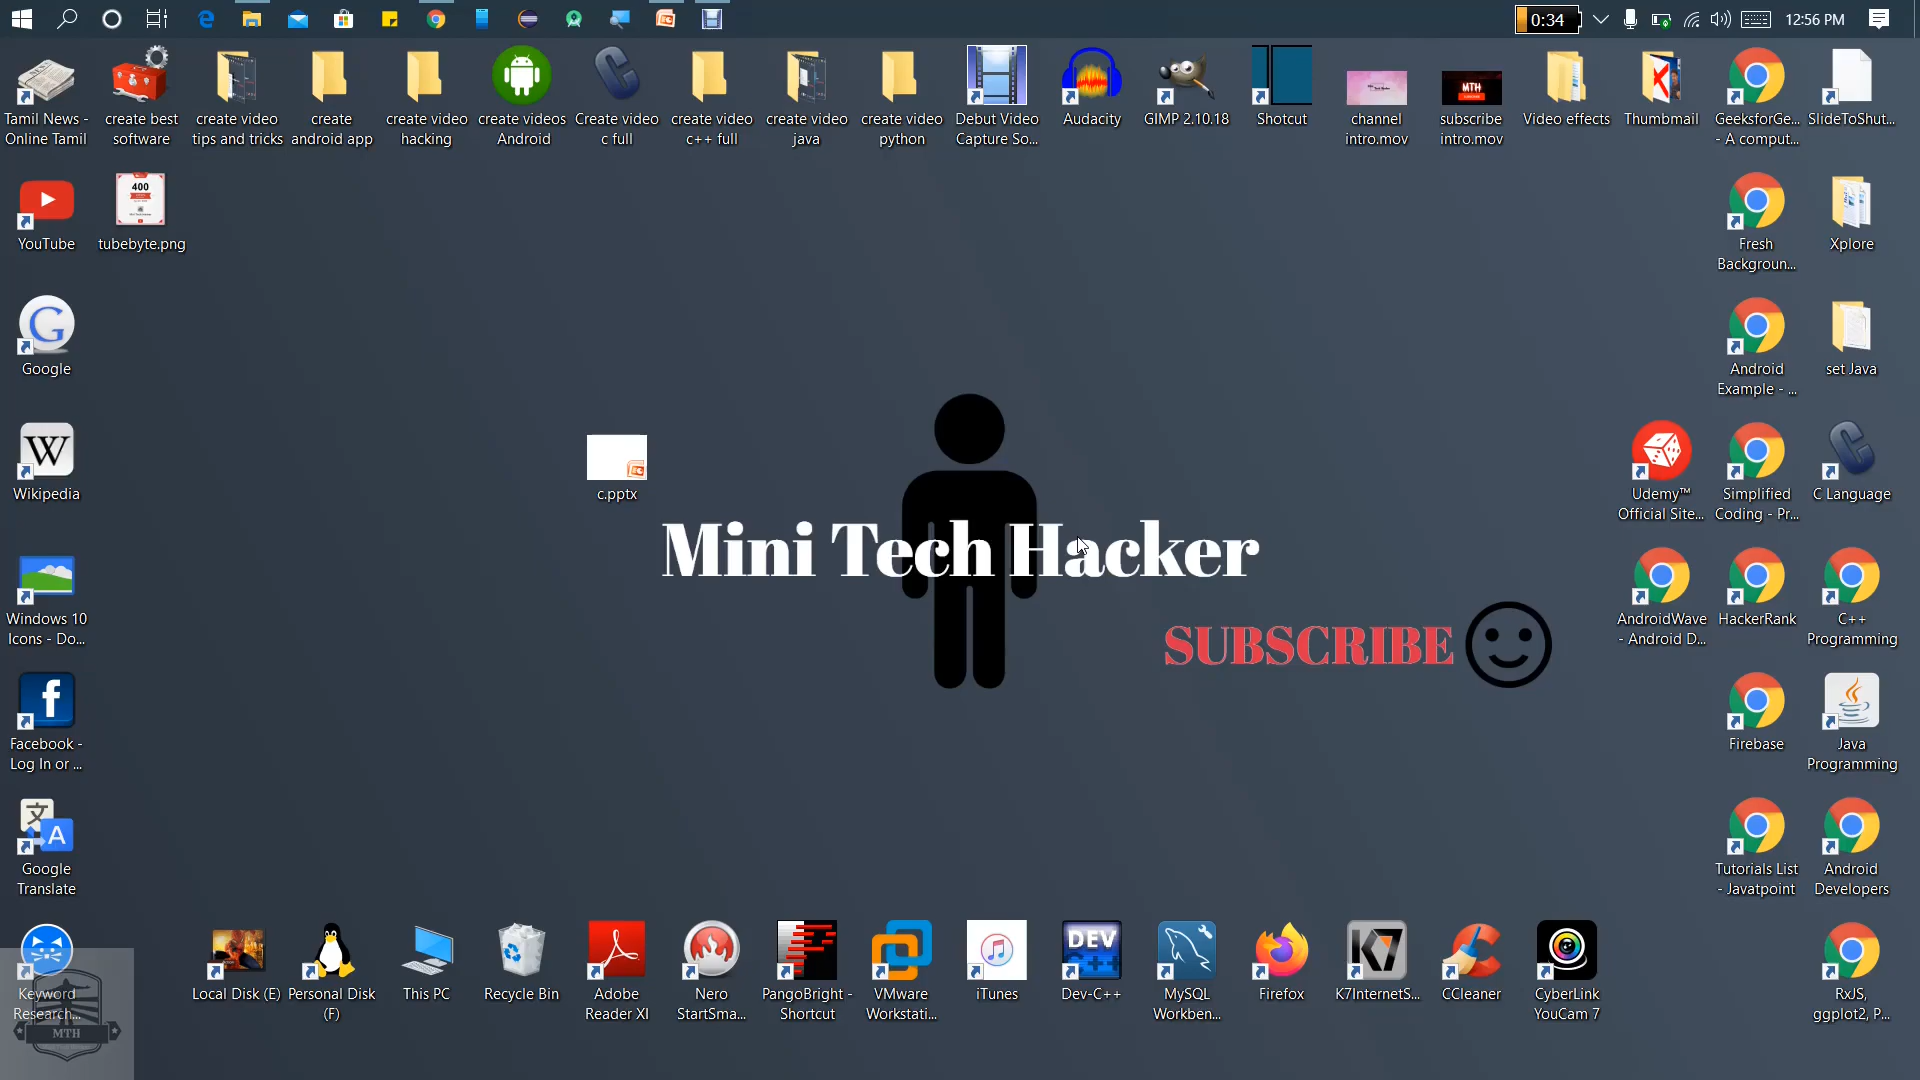 0:34
12:56 PM
Tamil News -
Online Tamil
create best
software
create video
tips and tricks
create
android app
create video
hacking
create videos
Android
Create video
c full
create video
c++ full
create video
java
create video
python
Debut Video
Capture So...
Audacity
GIMP 2.10.18
Shotcut
channel
intro.mov
MTH
subscribe
intro.mov
Video effects
Thumbmail
GeeksforGe...
- A comput...
SlideToShut...
YouTube
400
tubebyte.png
Fresh
Backgroun...
Xplore
G
Google
Android
Example - ...
set Java
W
Wikipedia
c.pptx
Udemy™
Official Site...
Simplified
Coding - Pr...
C Language
Mini Tech Hacker
SUBSCRIBE
Windows 10
Icons - Do...
AndroidWave
- Android D...
HackerRank
C++
Programming
Facebook -
Log In or ...
Firebase
Java
Programming
文
A
Google
Translate
Tutorials List
- Javatpoint
Android
Developers
Keyword
Research...
MTH
Local Disk (E)
Personal Disk
(F)
This PC
Recycle Bin
Adobe
Reader XI
Nero
StartSma...
PangoBright -
Shortcut
VMware
Workstati...
iTunes
DEV
C++
Dev-C++
MySQL
Workben...
Firefox
K7
K7InternetS...
CCleaner
CyberLink
YouCam 7
RxJS,
ggplot2, P...